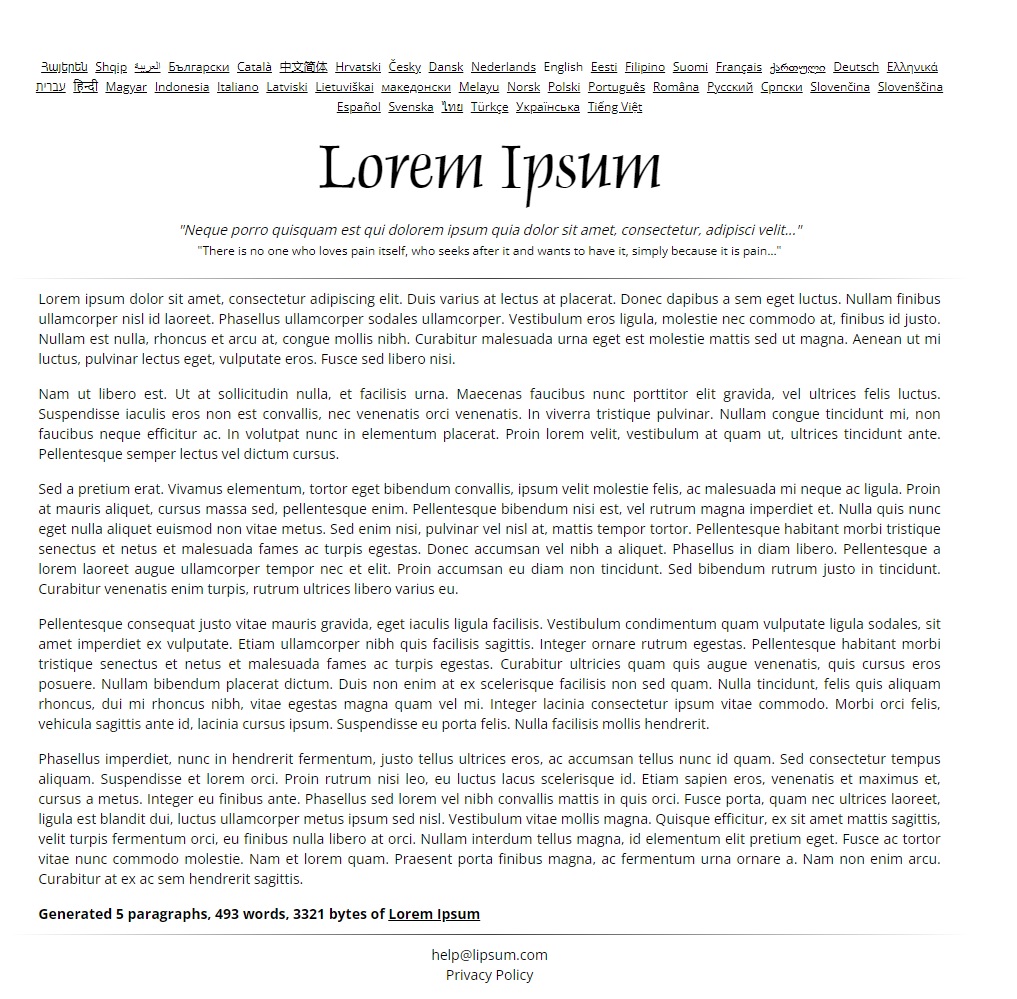 Հայերեն Shqip العربية Български Català 中文简体 Hrvatski Česky Dansk Nederlands English Eesti Filipino Suomi Français ქართული Deutsch Ελληνικά
עברית हिन्दी Magyar Indonesia Italiano Latviski Lietuviškai македонски Melayu Norsk Polski Português Româna Pyccкий Српски Slovenčina Slovenščina
Español Svenska ไทย Türkçe Українська Tiếng Việt
Lorem Ipsum
"Neque porro quisquam est qui dolorem ipsum quia dolor sit amet, consectetur, adipisci velit..."
"There is no one who loves pain itself, who seeks after it and wants to have it, simply because it is pain..."
Lorem ipsum dolor sit amet, consectetur adipiscing elit. Duis varius at lectus at placerat. Donec dapibus a sem eget luctus. Nullam finibus
ullamcorper nisl id laoreet. Phasellus ullamcorper sodales ullamcorper. Vestibulum eros ligula, molestie nec commodo at, finibus id justo.
Nullam est nulla, rhoncus et arcu at, congue mollis nibh. Curabitur malesuada urna eget est molestie mattis sed ut magna. Aenean ut mi
luctus, pulvinar lectus eget, vulputate eros. Fusce sed libero nisi.
Nam ut libero est. Ut at sollicitudin nulla, et facilisis urna. Maecenas faucibus nunc porttitor elit gravida, vel ultrices felis luctus.
Suspendisse iaculis eros non est convallis, nec venenatis orci venenatis. In viverra tristique pulvinar. Nullam congue tincidunt mi, non
faucibus neque efficitur ac. In volutpat nunc in elementum placerat. Proin lorem velit, vestibulum at quam ut, ultrices tincidunt ante.
Pellentesque semper lectus vel dictum cursus.
Sed a pretium erat. Vivamus elementum, tortor eget bibendum convallis, ipsum velit molestie felis, ac malesuada mi neque ac ligula. Proin
at mauris aliquet, cursus massa sed, pellentesque enim. Pellentesque bibendum nisi est, vel rutrum magna imperdiet et. Nulla quis nunc
eget nulla aliquet euismod non vitae metus. Sed enim nisi, pulvinar vel nisl at, mattis tempor tortor. Pellentesque habitant morbi tristique
senectus et netus et malesuada fames ac turpis egestas. Donec accumsan vel nibh a aliquet. Phasellus in diam libero. Pellentesque a
lorem laoreet augue ullamcorper tempor nec et elit. Proin accumsan eu diam non tincidunt. Sed bibendum rutrum justo in tincidunt.
Curabitur venenatis enim turpis, rutrum ultrices libero varius eu.
Pellentesque consequat justo vitae mauris gravida, eget iaculis ligula facilisis. Vestibulum condimentum quam vulputate ligula sodales, sit
amet imperdiet ex vulputate. Etiam ullamcorper nibh quis facilisis sagittis. Integer ornare rutrum egestas. Pellentesque habitant morbi
tristique senectus et netus et malesuada fames ac turpis egestas. Curabitur ultricies quam quis augue venenatis, quis cursus eros
posuere. Nullam bibendum placerat dictum. Duis non enim at ex scelerisque facilisis non sed quam. Nulla tincidunt, felis quis aliquam
rhoncus, dui mi rhoncus nibh, vitae egestas magna quam vel mi. Integer lacinia consectetur ipsum vitae commodo. Morbi orci felis,
vehicula sagittis ante id, lacinia cursus ipsum. Suspendisse eu porta felis. Nulla facilisis mollis hendrerit.
Phasellus imperdiet, nunc in hendrerit fermentum, justo tellus ultrices eros, ac accumsan tellus nunc id quam. Sed consectetur tempus
aliquam. Suspendisse et lorem orci. Proin rutrum nisi leo, eu luctus lacus scelerisque id. Etiam sapien eros, venenatis et maximus et,
cursus a metus. Integer eu finibus ante. Phasellus sed lorem vel nibh convallis mattis in quis orci. Fusce porta, quam nec ultrices laoreet,
ligula est blandit dui, luctus ullamcorper metus ipsum sed nisl. Vestibulum vitae mollis magna. Quisque efficitur, ex sit amet mattis sagittis,
velit turpis fermentum orci, eu finibus nulla libero at orci. Nullam interdum tellus magna, id elementum elit pretium eget. Fusce ac tortor
vitae nunc commodo molestie. Nam et lorem quam. Praesent porta finibus magna, ac fermentum urna ornare a. Nam non enim arcu.
Curabitur at ex ac sem hendrerit sagittis.
Generated 5 paragraphs, 493 words, 3321 bytes of Lorem Ipsum
help@lipsum.com
Privacy Policy